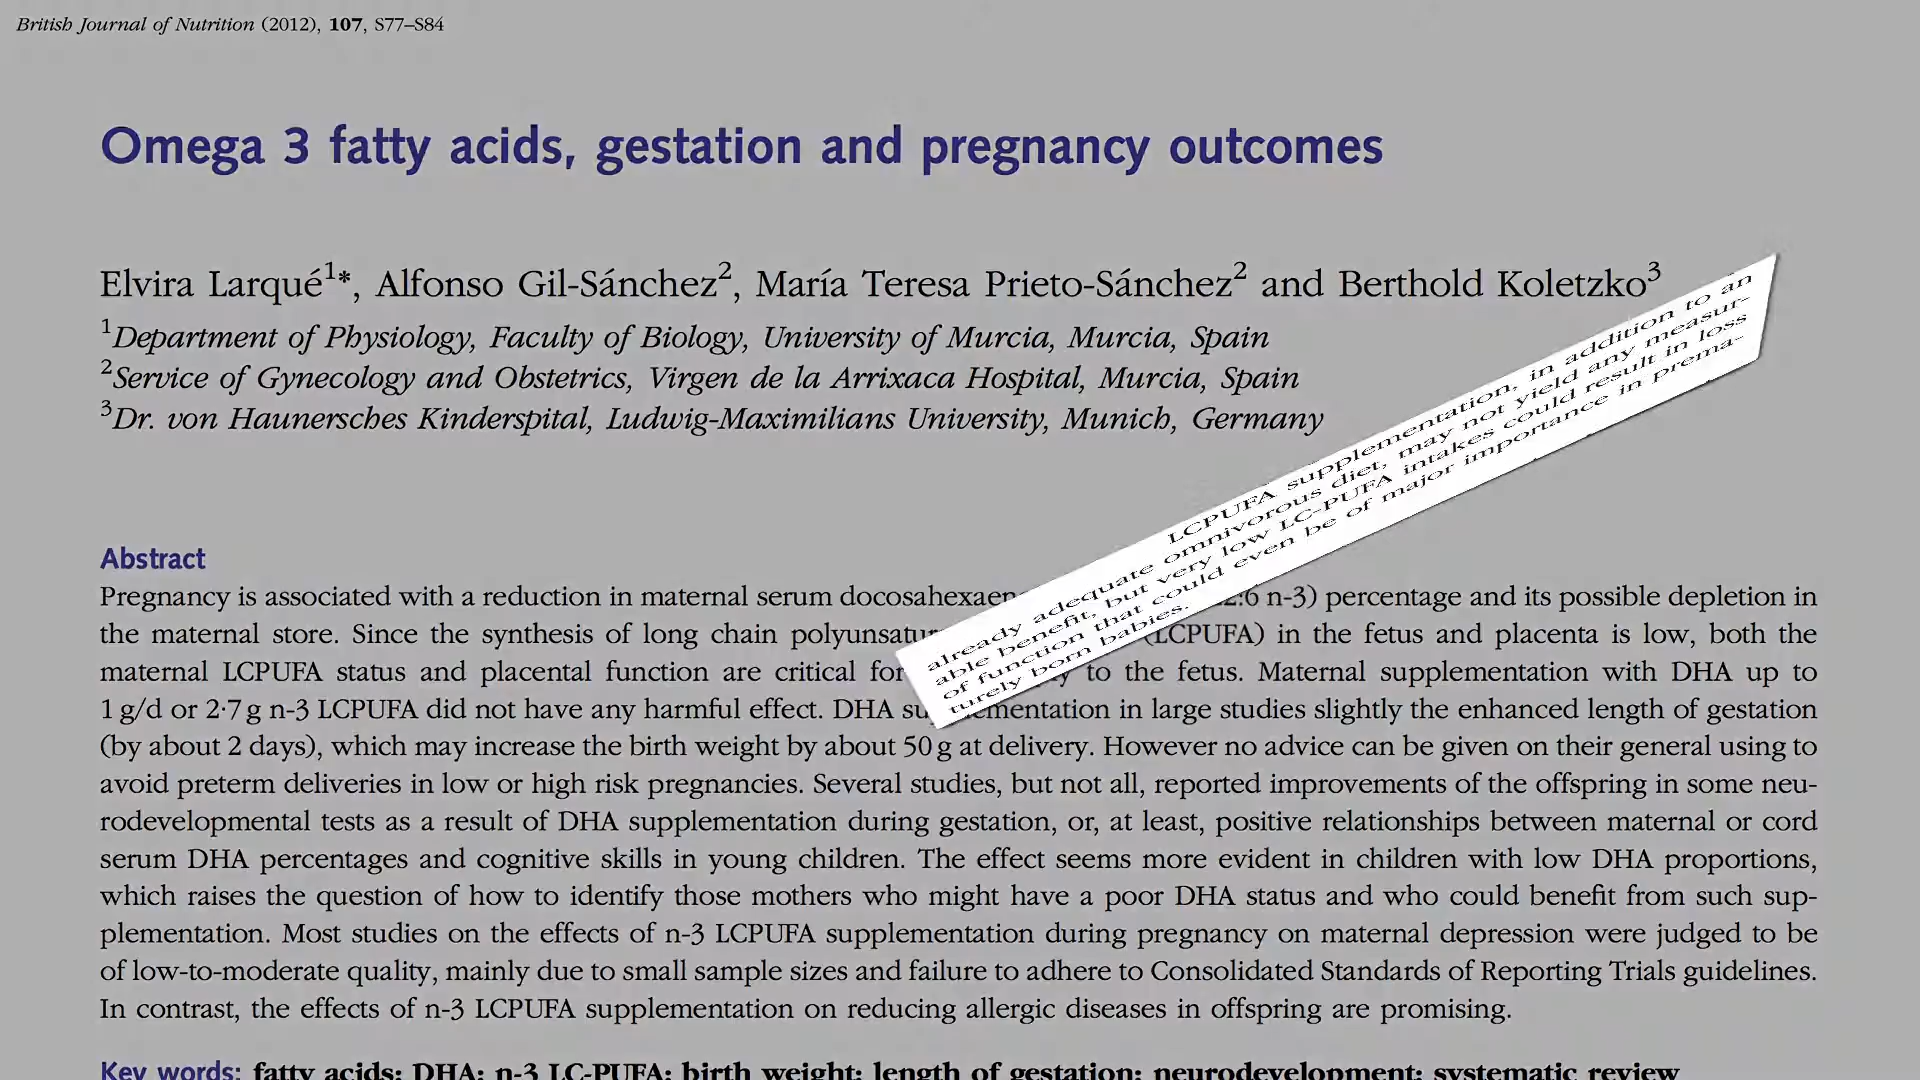 British Journal of Nutrition (2012), 107, S77–S84
Omega 3 fatty acids, gestation and pregnancy outcomes
Elvira Larqué1*, Alfonso Gil-Sánchez2, María Teresa Prieto-Sánchez2 and Berthold Koletzko3
1Department of Physiology, Faculty of Biology, University of Murcia, Murcia, Spain
2Service of Gynecology and Obstetrics, Virgen de la Arrixaca Hospital, Murcia, Spain
3Dr. von Haunersches Kinderspital, Ludwig-Maximilians University, Munich, Germany
LCPUFA supplementation, in addition to an
already adequate omnivorous diet, may not yield any measur-
able benefit, but very low LC-PUFA intakes could result in loss
of function that could even be of major importance in prema-
turely born babies.
Abstract
Pregnancy is associated with a reduction in maternal serum :6 n-3) percentage and its possible depletion in
the maternal store. Since the synthesis of long chain (LCPUFA) in the fetus and placenta is low, both the
maternal LCPUFA status and placental function are critical for to the fetus. Maternal supplementation with DHA up to
1 g/d or 2·7 g n-3 LCPUFA did not have any harmful effect. DHA in large studies slightly the enhanced length of gestation
(by about 2 days), which may increase the birth weight by about 50 g at delivery. However no advice can be given on their general using to
avoid preterm deliveries in low or high risk pregnancies. Several studies, but not all, reported improvements of the offspring in some neu-
rodevelopmental tests as a result of DHA supplementation during gestation, or, at least, positive relationships between maternal or cord
serum DHA percentages and cognitive skills in young children. The effect seems more evident in children with low DHA proportions,
which raises the question of how to identify those mothers who might have a poor DHA status and who could benefit from such sup-
plementation. Most studies on the effects of n-3 LCPUFA supplementation during pregnancy on maternal depression were judged to be
of low-to-moderate quality, mainly due to small sample sizes and failure to adhere to Consolidated Standards of Reporting Trials guidelines.
In contrast, the effects of n-3 LCPUFA supplementation on reducing allergic diseases in offspring are promising.
Key words: fatty acids: DHA: n-3 LC-PUFA: birth weight: length of gestation: neurodevelopment: systematic review